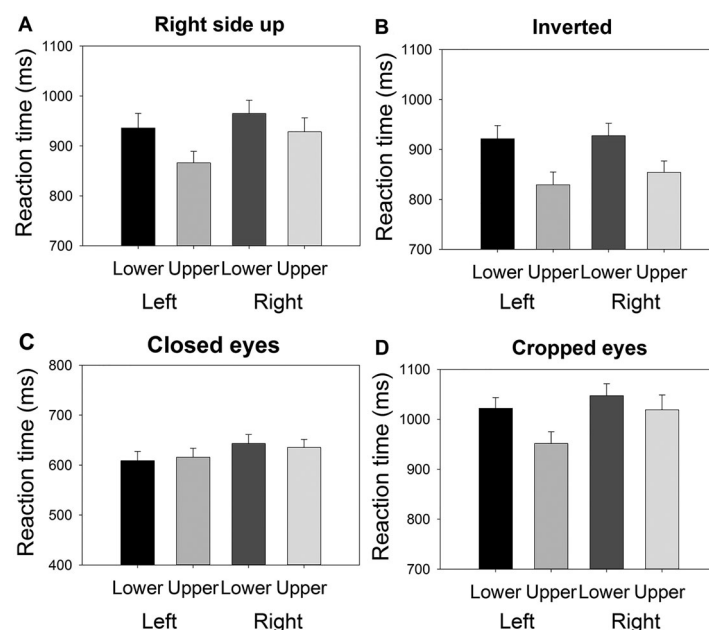 A
Right side up
Reaction time (ms)
1100
1000
900
800
700
Lower Upper Lower Upper
Left Right
B
Inverted
Reaction time (ms)
1100
1000
900
800
700
Lower Upper Lower Upper
Left Right
C
Closed eyes
Reaction time (ms)
800
700
600
500
400
Lower Upper Lower Upper
Left Right
D
Cropped eyes
Reaction time (ms)
1100
1000
900
700
Lower Upper Lower Upper
Left Right